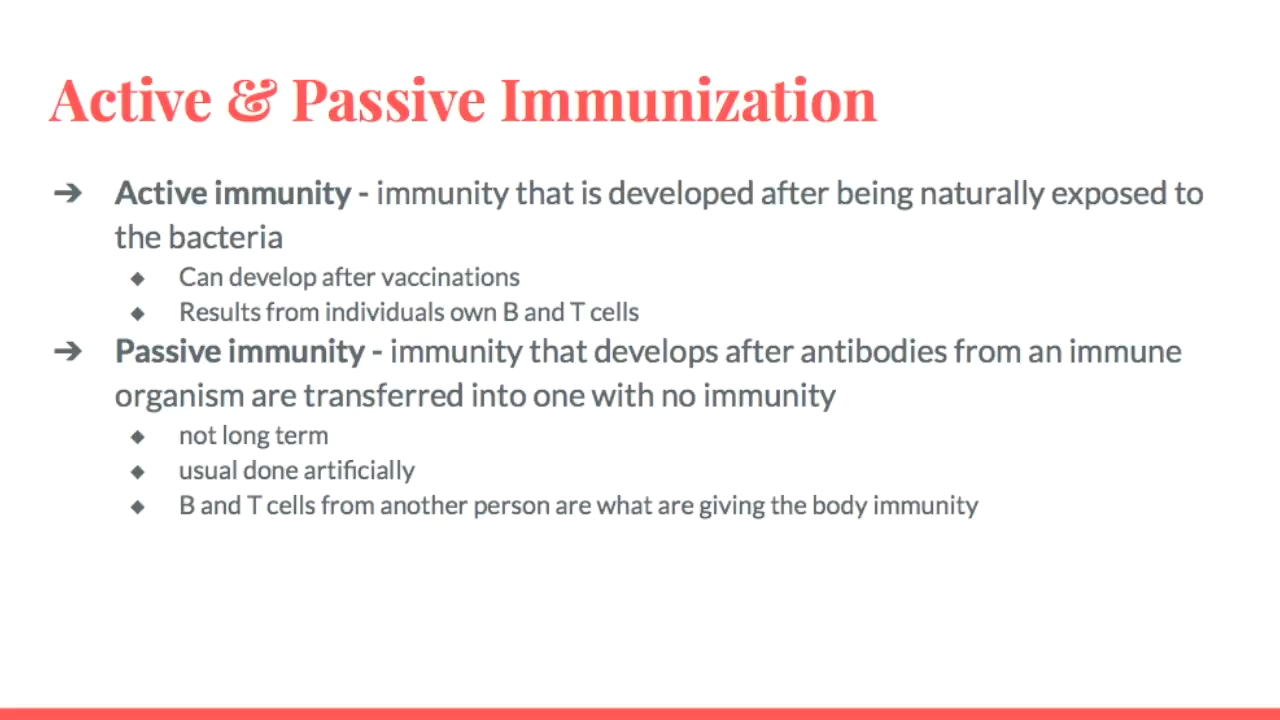 Active & Passive Immunization
➔ Active immunity - immunity that is developed after being naturally exposed to
the bacteria
◆ Can develop after vaccinations
◆ Results from individuals own B and T cells
➔ Passive immunity - immunity that develops after antibodies from an immune
organism are transferred into one with no immunity
◆ not long term
◆ usual done artificially
◆ B and T cells from another person are what are giving the body immunity